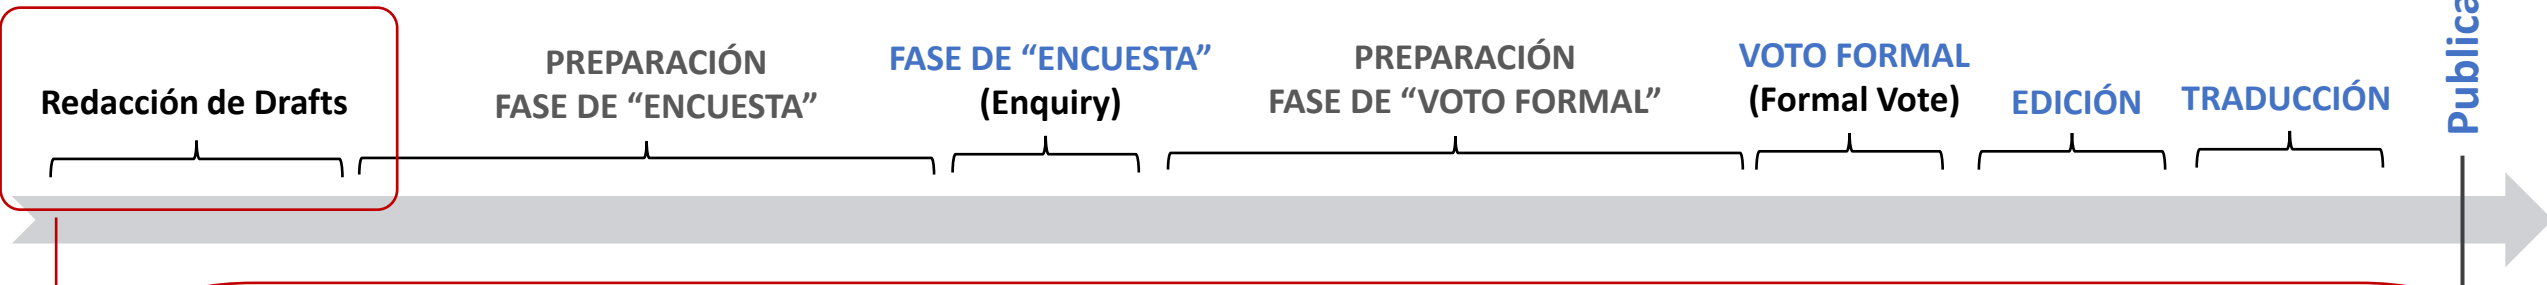 Redacción de Drafts
PREPARACIÓN
FASE DE “ENCUESTA”
FASE DE “ENCUESTA”
(Enquiry)
PREPARACIÓN
FASE DE “VOTO FORMAL”
VOTO FORMAL
(Formal Vote)
EDICIÓN
TRADUCCIÓN